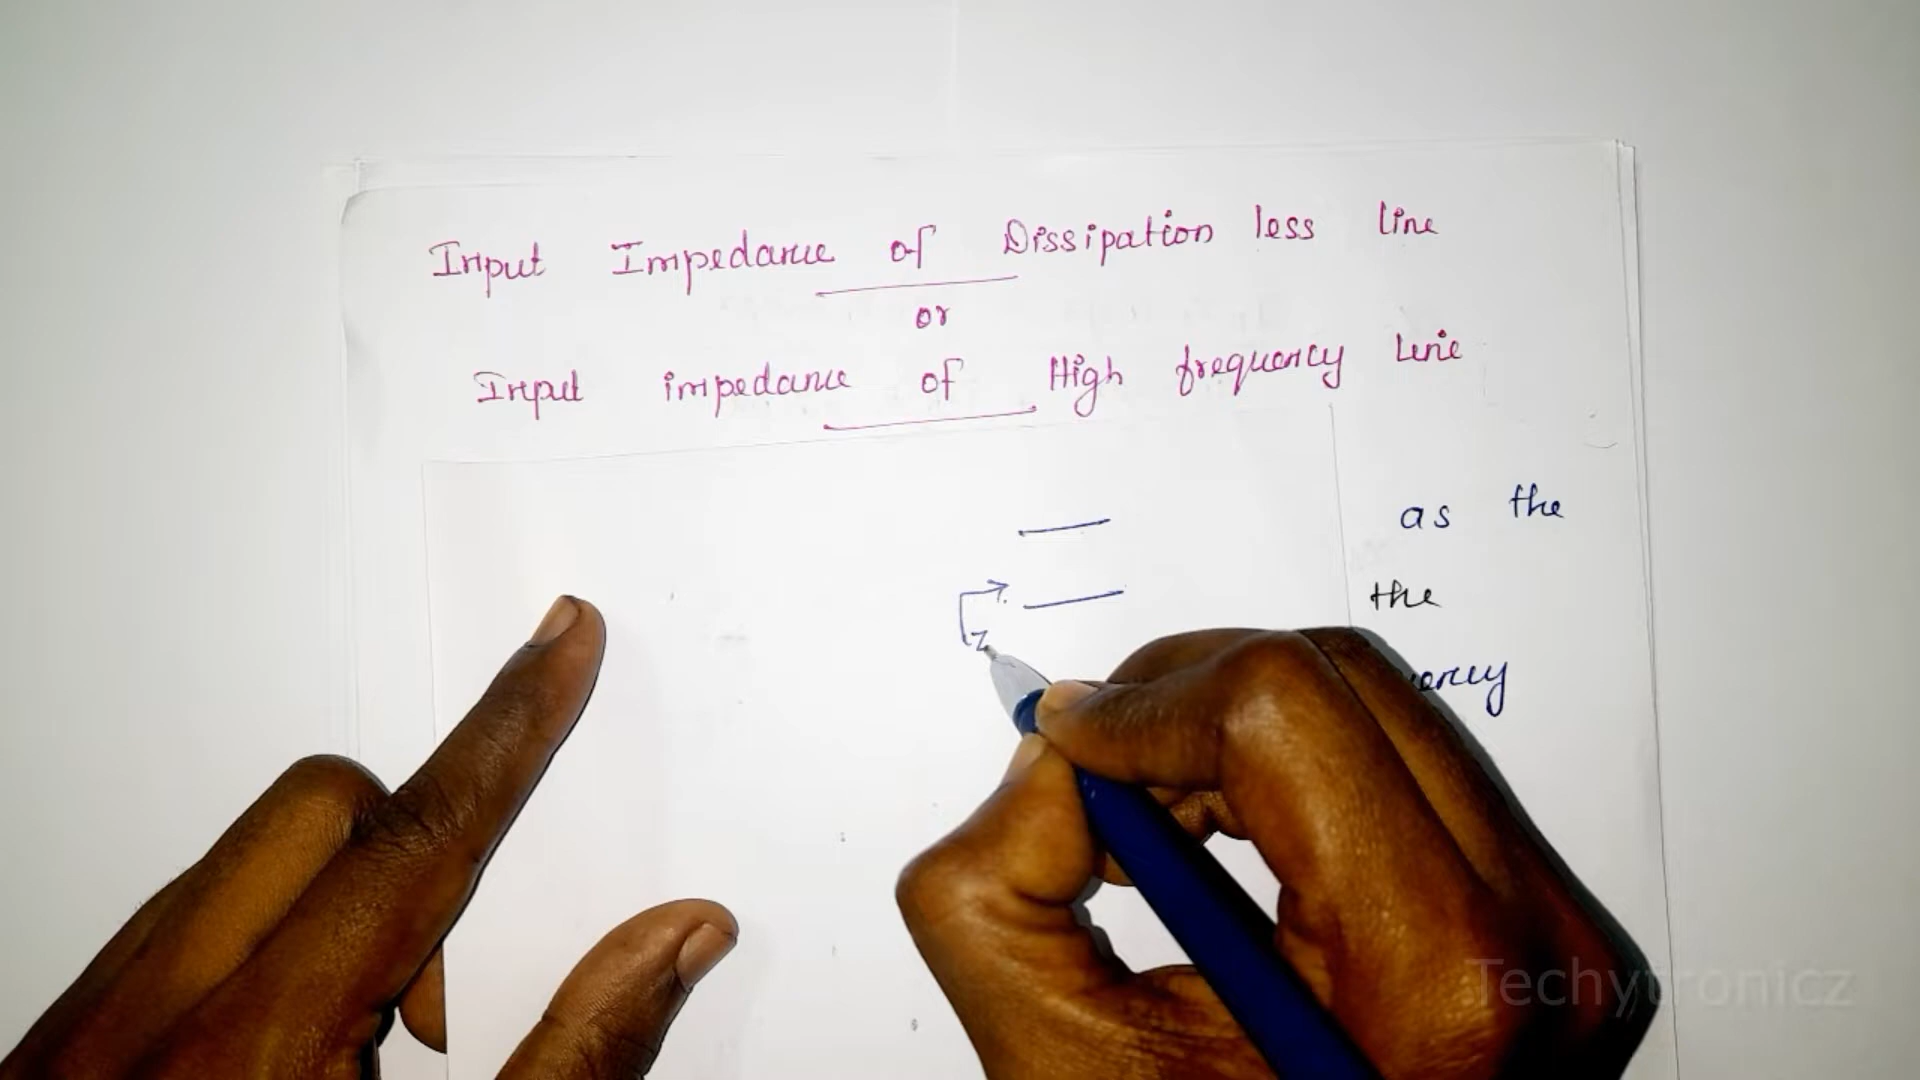 Input Impedance of Dissipation less line
or
Input impedance of High frequency line
as the
the
Z
Techytronicz